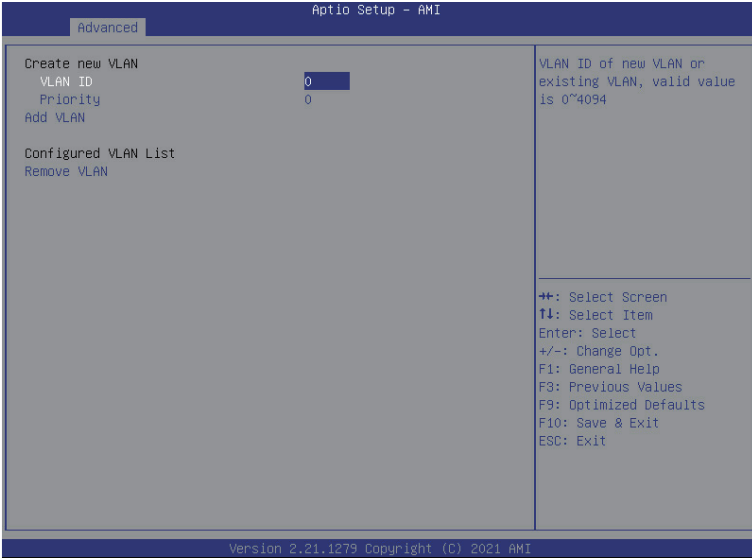 Aptio Setup – AMI
Advanced
Create new VLAN
VLAN ID 0
Priority 0
Add VLAN
Configured VLAN List
Remove VLAN
VLAN ID of new VLAN or
existing VLAN, valid value
is 0~4094
→←: Select Screen
↑↓: Select Item
Enter: Select
+/-: Change Opt.
F1: General Help
F3: Previous Values
F9: Optimized Defaults
F10: Save & Exit
ESC: Exit
Version 2.21.1279 Copyright (C) 2021 AMI